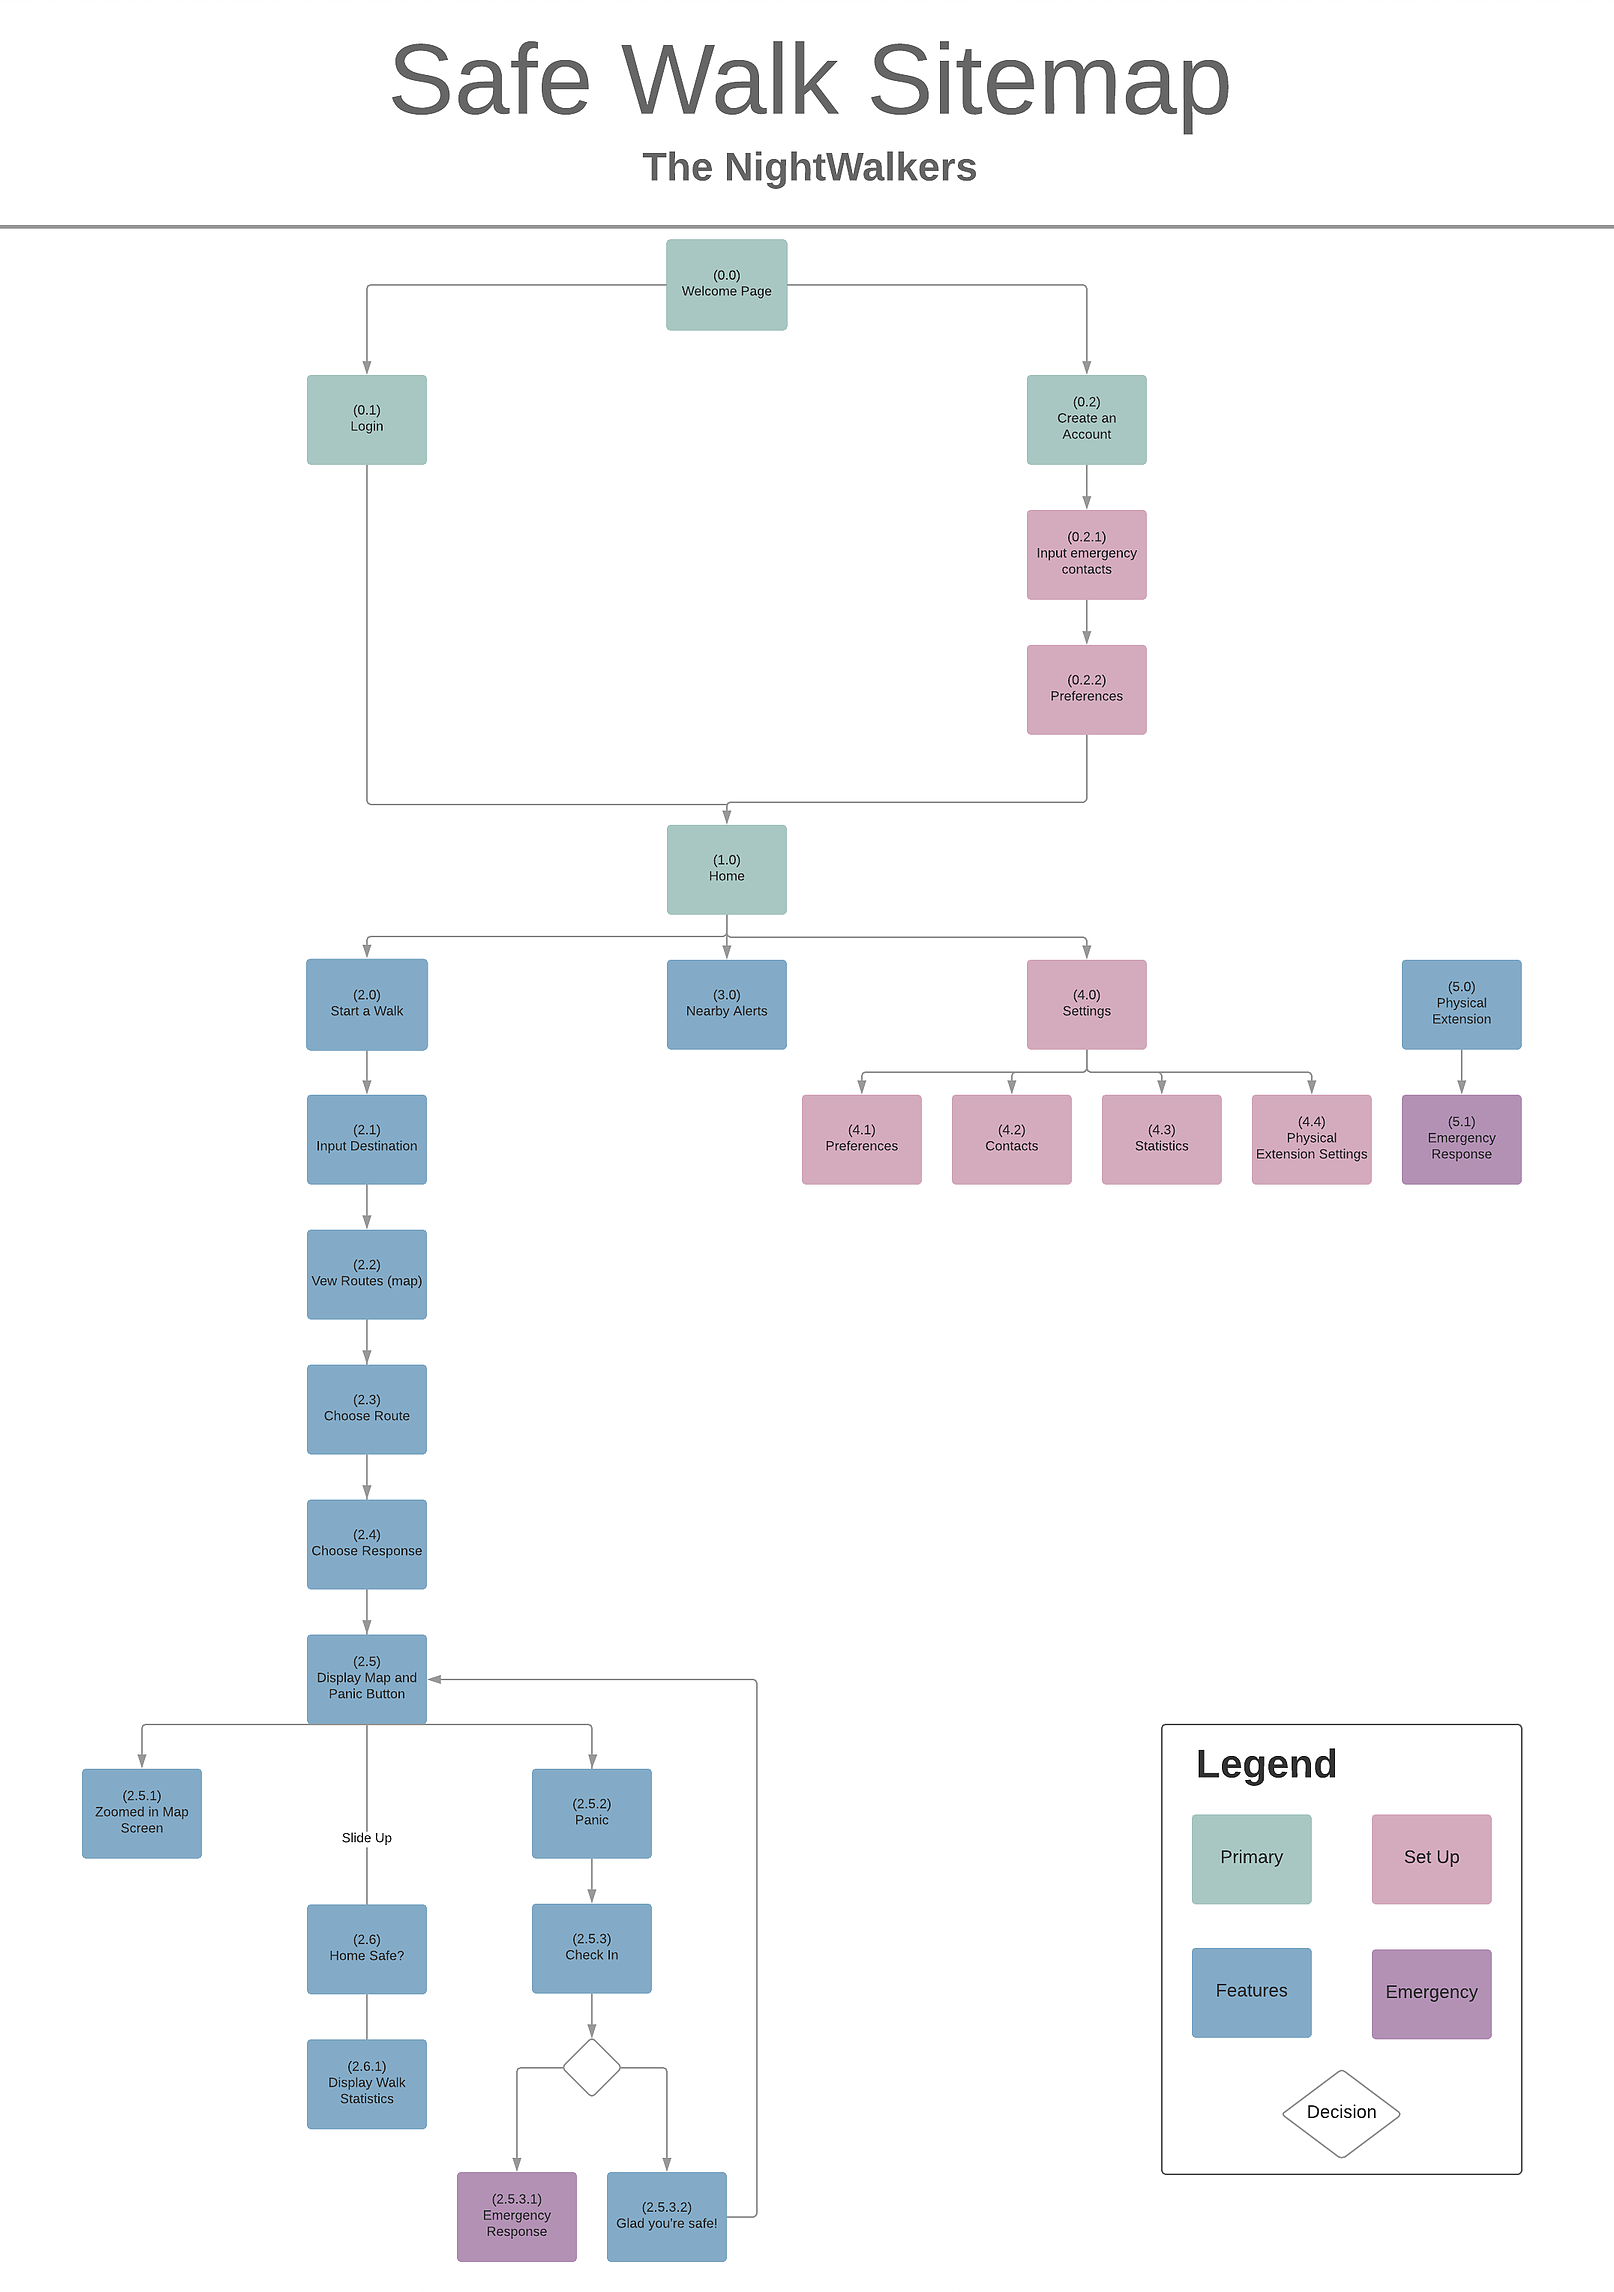 Safe Walk Sitemap
The NightWalkers
(0.0)
Welcome Page
(0.1)
Login
(0.2)
Create an
Account
(0.2.1)
Input emergency
contacts
(0.2.2)
Preferences
(1.0)
Home
(2.0)
Start a Walk
(3.0)
Nearby Alerts
(4.0)
Settings
(5.0)
Physical
Extension
(2.1)
Input Destination
(4.1)
Preferences
(4.2)
Contacts
(4.3)
Statistics
(4.4)
Physical
Extension Settings
(5.1)
Emergency
Response
(2.2)
Vew Routes (map)
(2.3)
Choose Route
(2.4)
Choose Response
(2.5)
Display Map and
Panic Button
(2.5.1)
Zoomed in Map
Screen
Slide Up
(2.5.2)
Panic
(2.6)
Home Safe?
(2.5.3)
Check In
(2.6.1)
Display Walk
Statistics
(2.5.3.1)
Emergency
Response
(2.5.3.2)
Glad you're safe!
Legend
Primary
Set Up
Features
Emergency
Decision